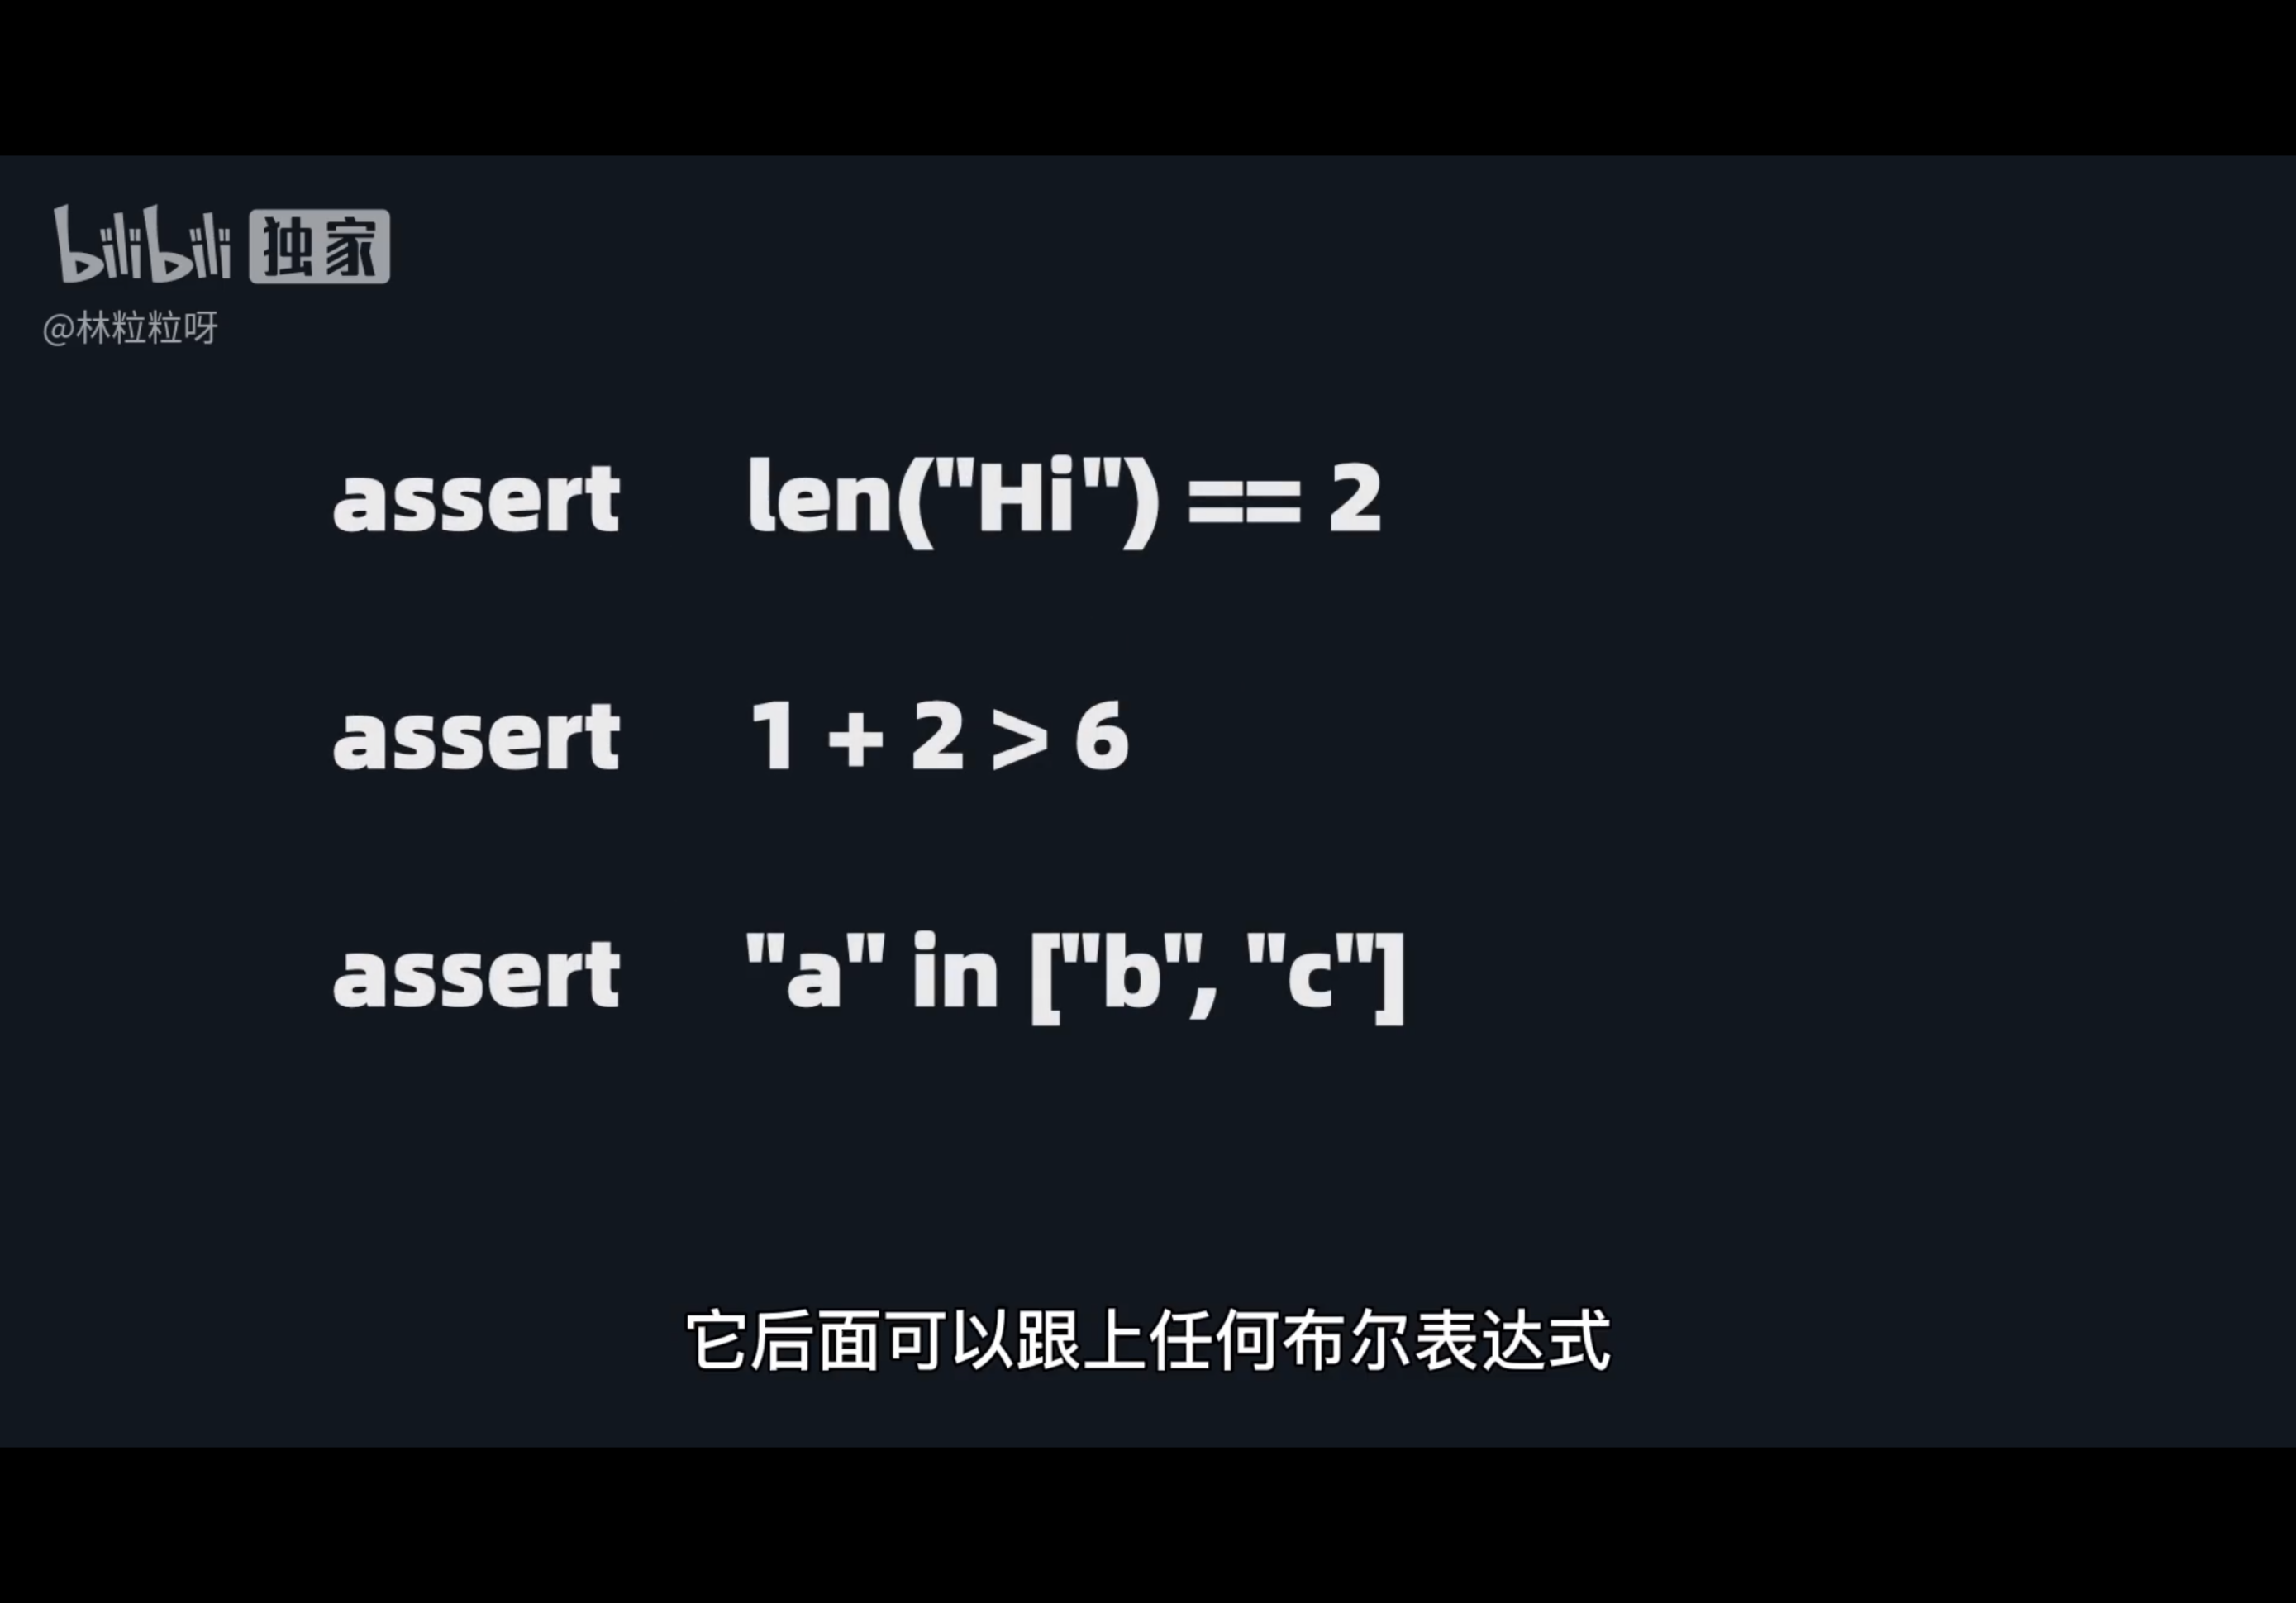 bilibili 独家
@林粒粒呀
assert len("Hi") == 2
assert 1 + 2 > 6
assert "a" in ["b", "c"]
它后面可以跟上任何布尔表达式